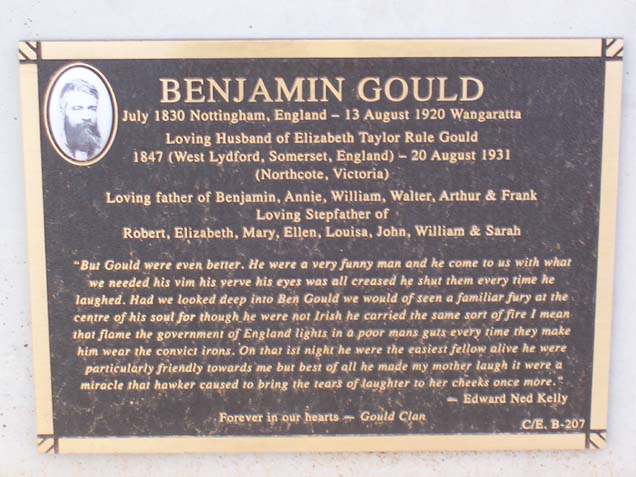 BENJAMIN GOULD
July 1830 Nottingham, England – 13 August 1920 Wangaratta
Loving Husband of Elizabeth Taylor Rule Gould
1847 (West Lydford, Somerset, England) – 20 August 1931
(Northcote, Victoria)
Loving father of Benjamin, Annie, William, Walter, Arthur & Frank
Loving Stepfather of
Robert, Elizabeth, Mary, Ellen, Louisa, John, William & Sarah
"But Gould were even better. He were a very funny man and he come to us with what
we needed his vim his verve his eyes was all creased he shut them every time he
laughed. Had we looked deep into Ben Gould we would of seen a familiar fury at the
centre of his soul for though he were not Irish he carried the same sort of fire I mean
that flame the government of England lights in a poor mans guts every time they make
him wear the convict irons. On that ist night he were the easiest fellow alive he were
particularly friendly towards me but best of all he made my mother laugh it were a
miracle that hawker caused to bring the tears of laughter to her cheeks once more."
– Edward Ned Kelly
Forever in our hearts – Gould Clan
C/E. B-207